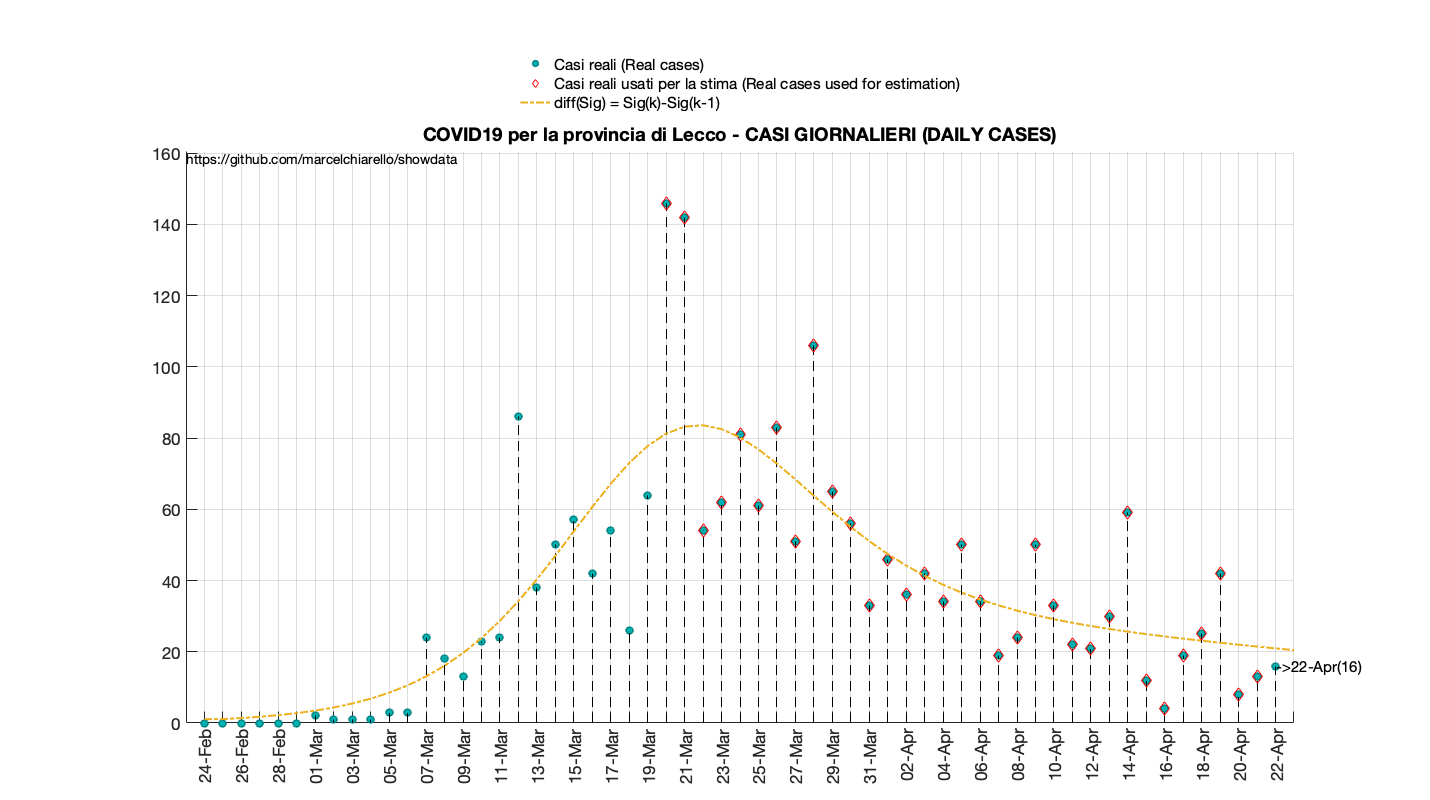 Casi reali (Real cases)
Casi reali usati per la stima (Real cases used for estimation)
diff(Sig) = Sig(k)-Sig(k-1)
COVID19 per la provincia di Lecco - CASI GIORNALIERI (DAILY CASES)
https://github.com/marcelchiarello/showdata
160
140
120
100
80
60
40
20
0
->22-Apr(16)
24-Feb
26-Feb
28-Feb
01-Mar
03-Mar
05-Mar
07-Mar
09-Mar
11-Mar
13-Mar
15-Mar
17-Mar
19-Mar
21-Mar
23-Mar
25-Mar
27-Mar
29-Mar
31-Mar
02-Apr
04-Apr
06-Apr
08-Apr
10-Apr
12-Apr
14-Apr
16-Apr
18-Apr
20-Apr
22-Apr